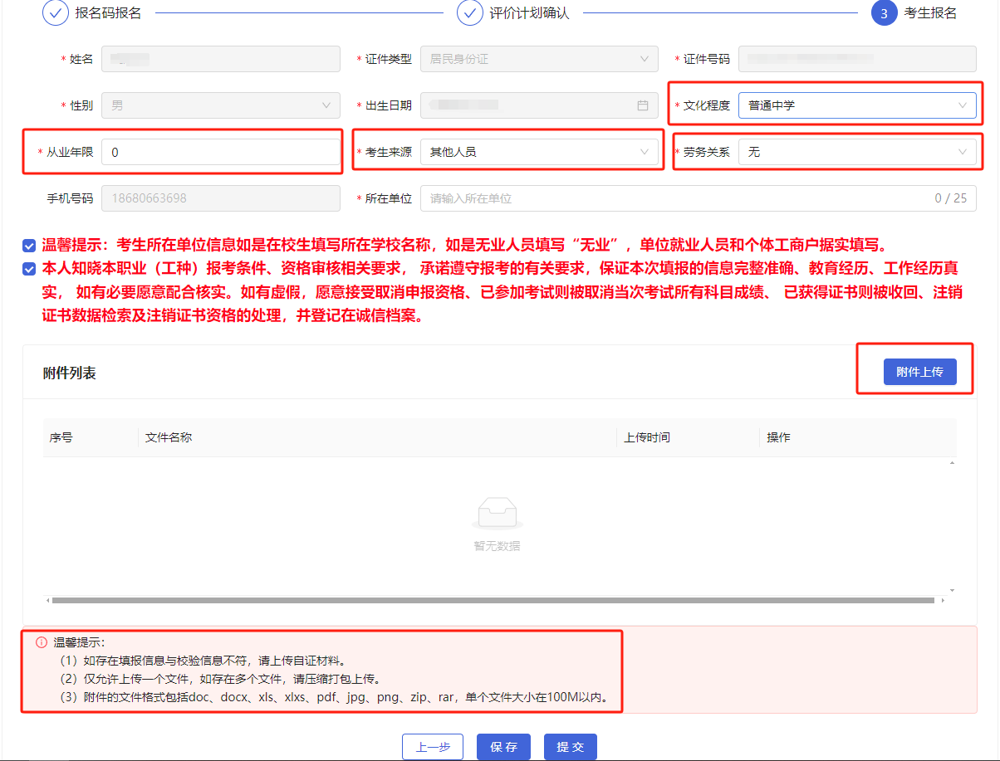 报名码报名 评价计划确认 3 考生报名
* 姓名 * 证件类型 居民身份证 * 证件号码
* 性别 男 * 出生日期 * 文化程度 普通中学
* 从业年限 0 * 考生来源 其他人员 * 劳务关系 无
手机号码 18680663698 * 所在单位 请输入所在单位 0 / 25
温馨提示：考生所在单位信息如是在校生填写所在学校名称，如是无业人员填写“无业”，单位就业人员和个体工商户据实填写。
本人知晓本职业（工种）报考条件、资格审核相关要求， 承诺遵守报考的有关要求，保证本次填报的信息完整准确、教育经历、工作经历真
实， 如有必要愿意配合核实。如有虚假，愿意接受取消申报资格、已参加考试则被取消当次考试所有科目成绩、 已获得证书则被收回、注销
证书数据检索及注销证书资格的处理，并登记在诚信档案。
附件列表 附件上传
序号 文件名称 上传时间 操作
暂无数据
温馨提示：
（1）如存在填报信息与校验信息不符，请上传自证材料。
（2）仅允许上传一个文件，如存在多个文件，请压缩打包上传。
（3）附件的文件格式包括doc、docx、xls、xlxs、pdf、jpg、png、zip、rar，单个文件大小在100M以内。
上一步 保 存 提 交